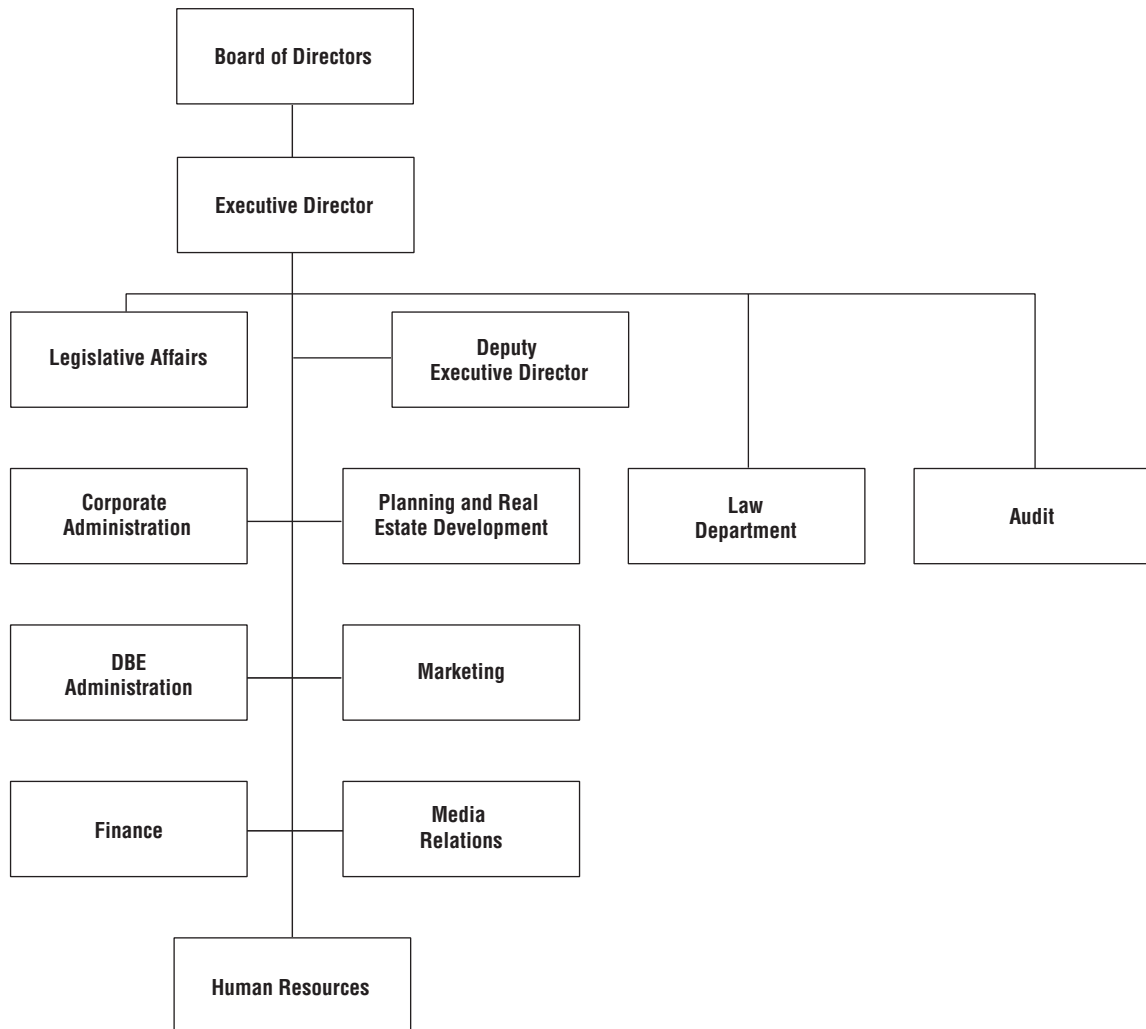 Board of Directors
Executive Director
Legislative Affairs
Deputy
Executive Director
Corporate
Administration
Planning and Real
Estate Development
Law
Department
Audit
DBE
Administration
Marketing
Finance
Media
Relations
Human Resources